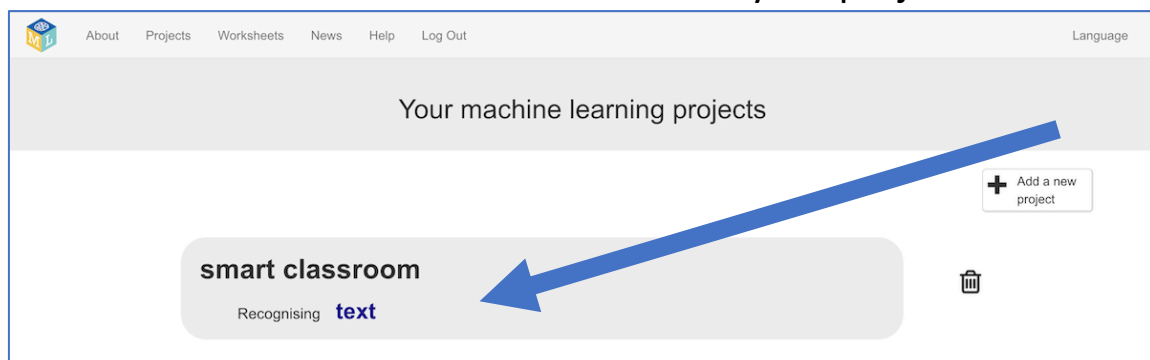 About Projects Worksheets News Help Log Out Language
Your machine learning projects
Add a new
project
smart classroom
Recognising text